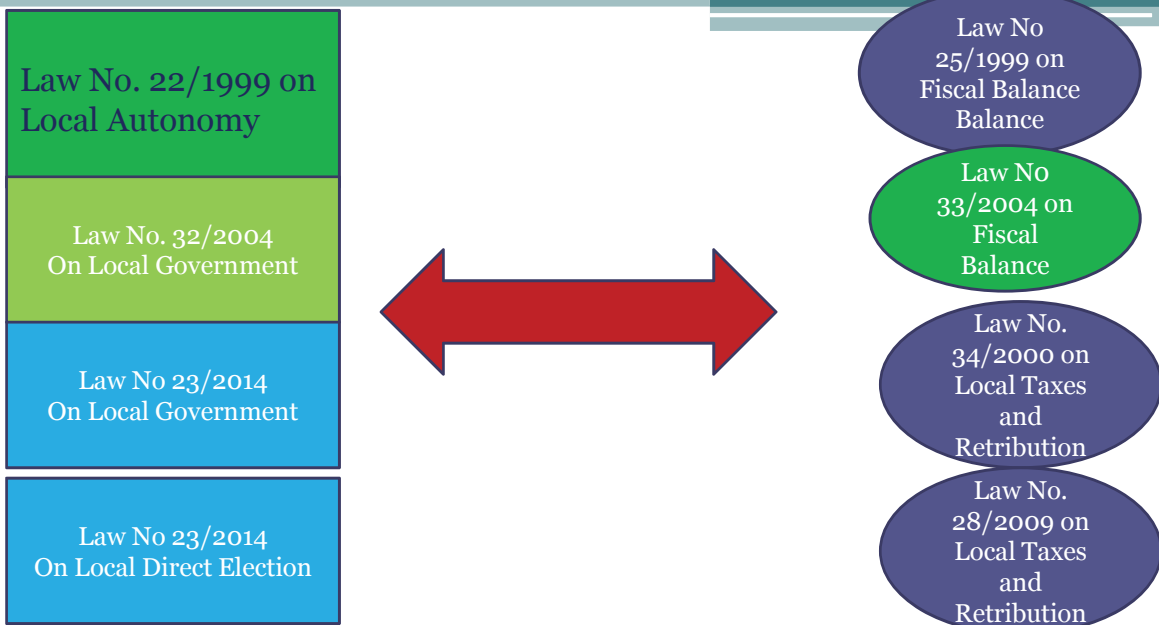 Law No. 22/1999 on
Local Autonomy
Law No. 32/2004
On Local Government
Law No 23/2014
On Local Government
Law No 23/2014
On Local Direct Election
Law No
25/1999 on
Fiscal Balance
Balance
Law No
33/2004 on
Fiscal
Balance
Law No.
34/2000 on
Local Taxes
and
Retribution
Law No.
28/2009 on
Local Taxes
and
Retribution